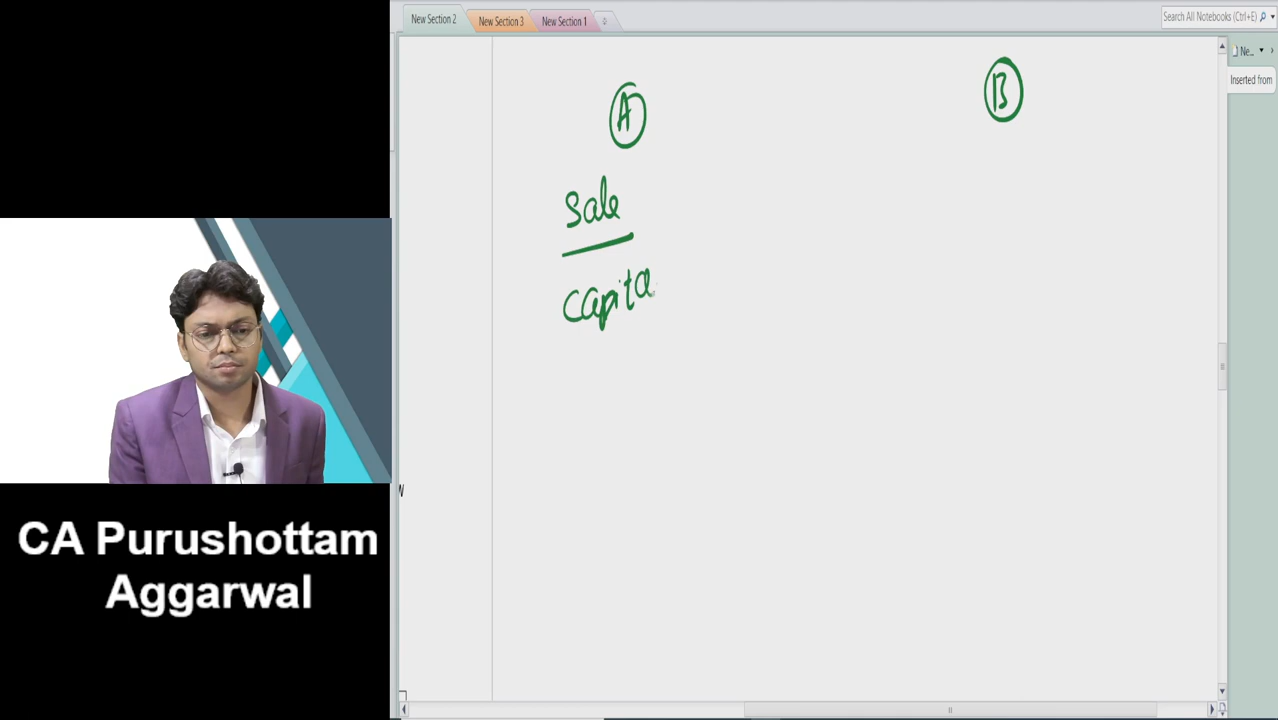 New Section 2 New Section 3 New Section 1
Search All Notebooks (Ctrl+E)
Ne...
Inserted from
A B
Sale
Capita
W
CA Purushottam
Aggarwal